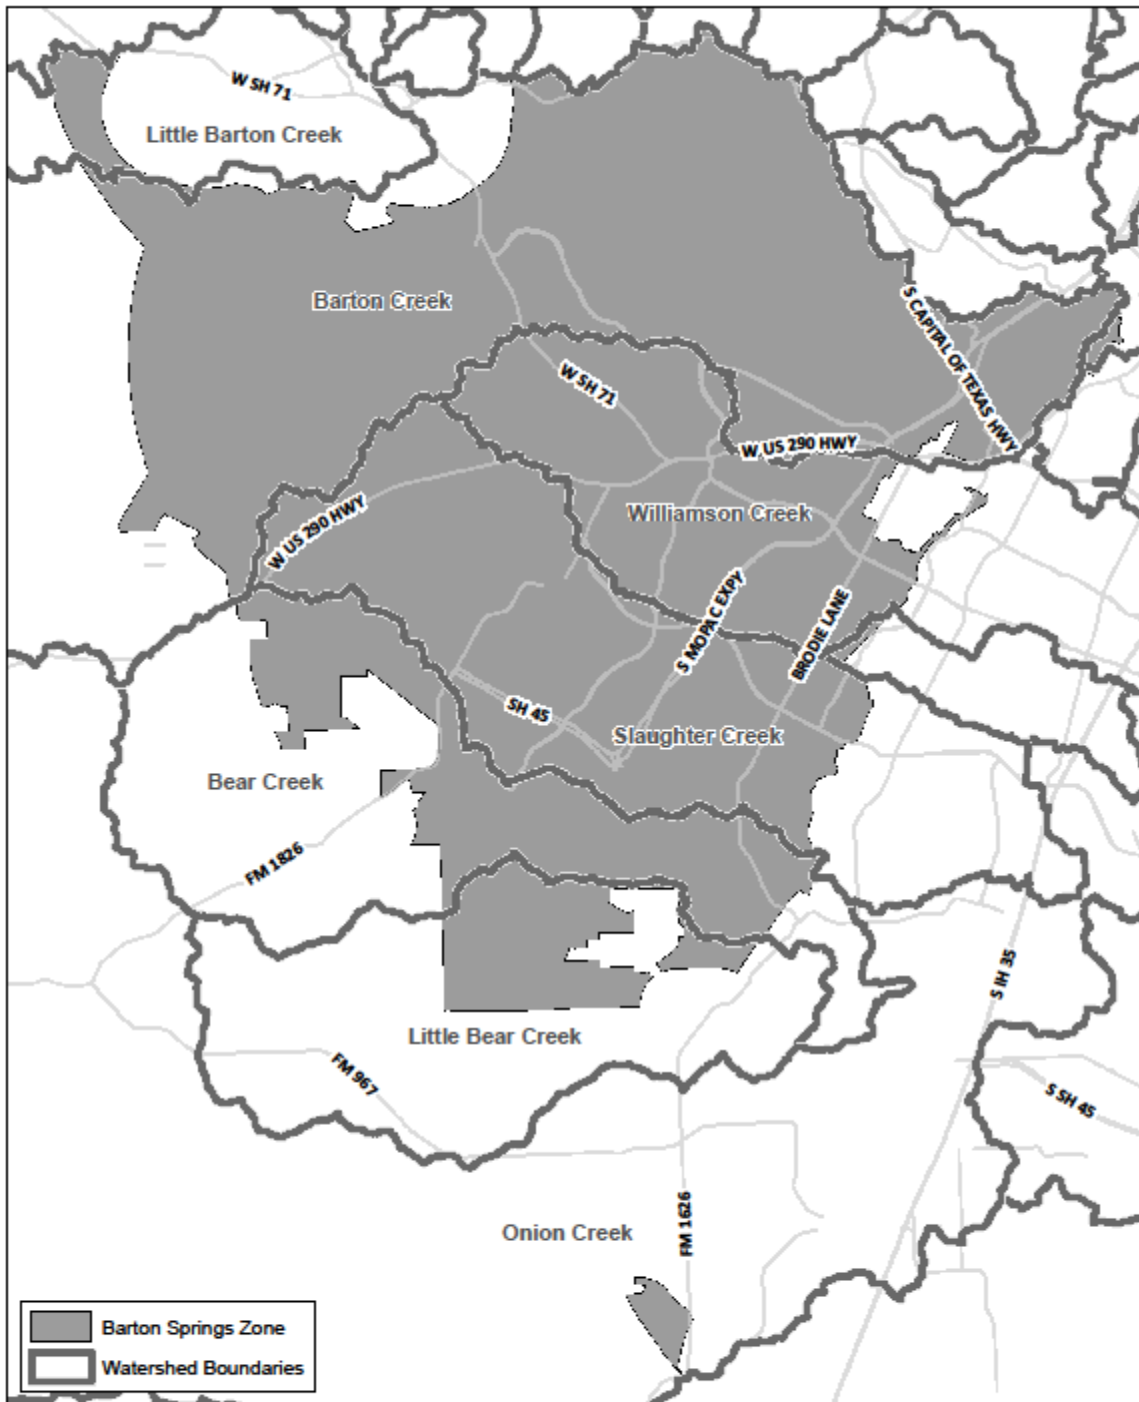 W SH 71
Little Barton Creek
Barton Creek
S CAPITAL OF TEXAS HWY
W SH 71
W US 290 HWY
W US 290 HWY
Williamson Creek
S MOPAC EXPY
BRODIE LANE
SH 45
Slaughter Creek
Bear Creek
FM 1826
S IH 35
Little Bear Creek
FM 967
S SH 45
FM 1626
Onion Creek
Barton Springs Zone
Watershed Boundaries